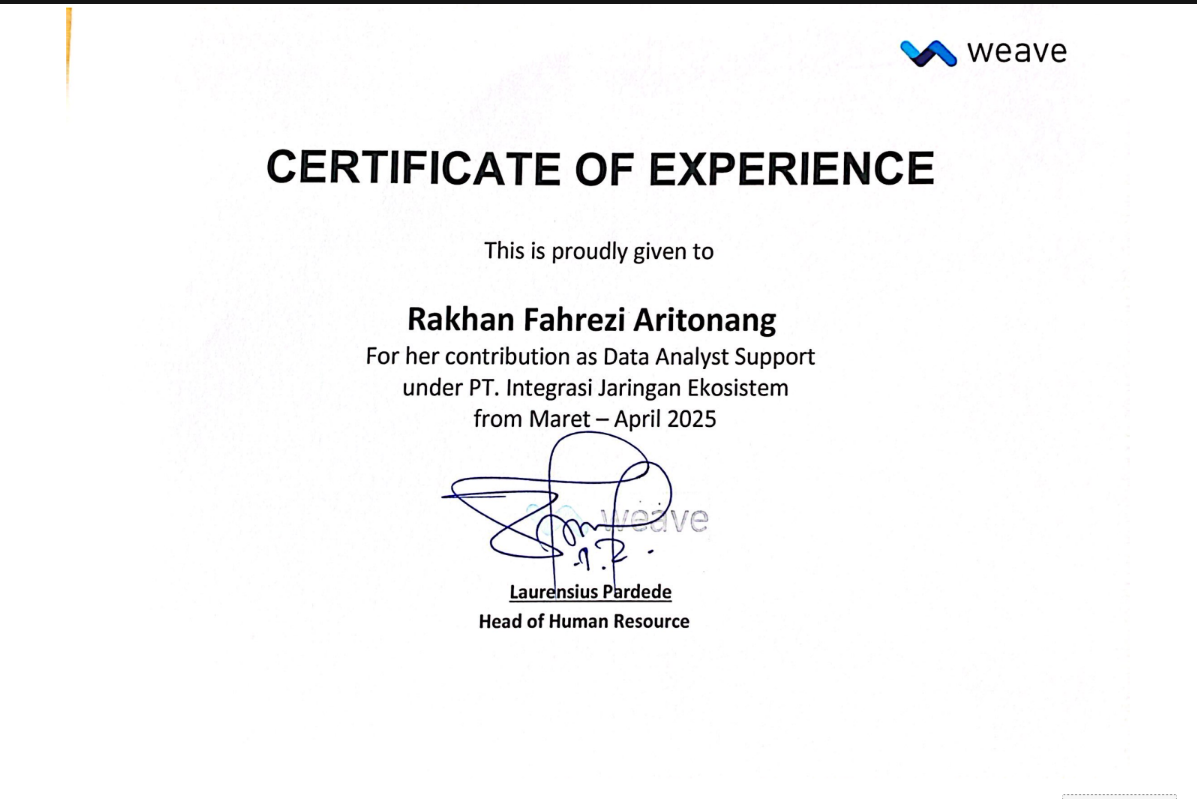 weave
CERTIFICATE OF EXPERIENCE
This is proudly given to
Rakhan Fahrezi Aritonang
For her contribution as Data Analyst Support
under PT. Integrasi Jaringan Ekosistem
from Maret – April 2025
weave
Laurensius Pardede
Head of Human Resource